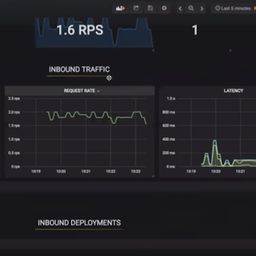 Last 5 minutes
1.6 RPS
1
INBOUND TRAFFIC
REQUEST RATE
LATENCY
2.5 rps
2.0 rps
1.5 rps
1.0 rps
0.5 rps
0 rps
10:19
10:20
10:21
10:22
10:23
1.0 s
800 ms
600 ms
400 ms
200 ms
0 ms
10:19
10:20
10:21
INBOUND DEPLOYMENTS